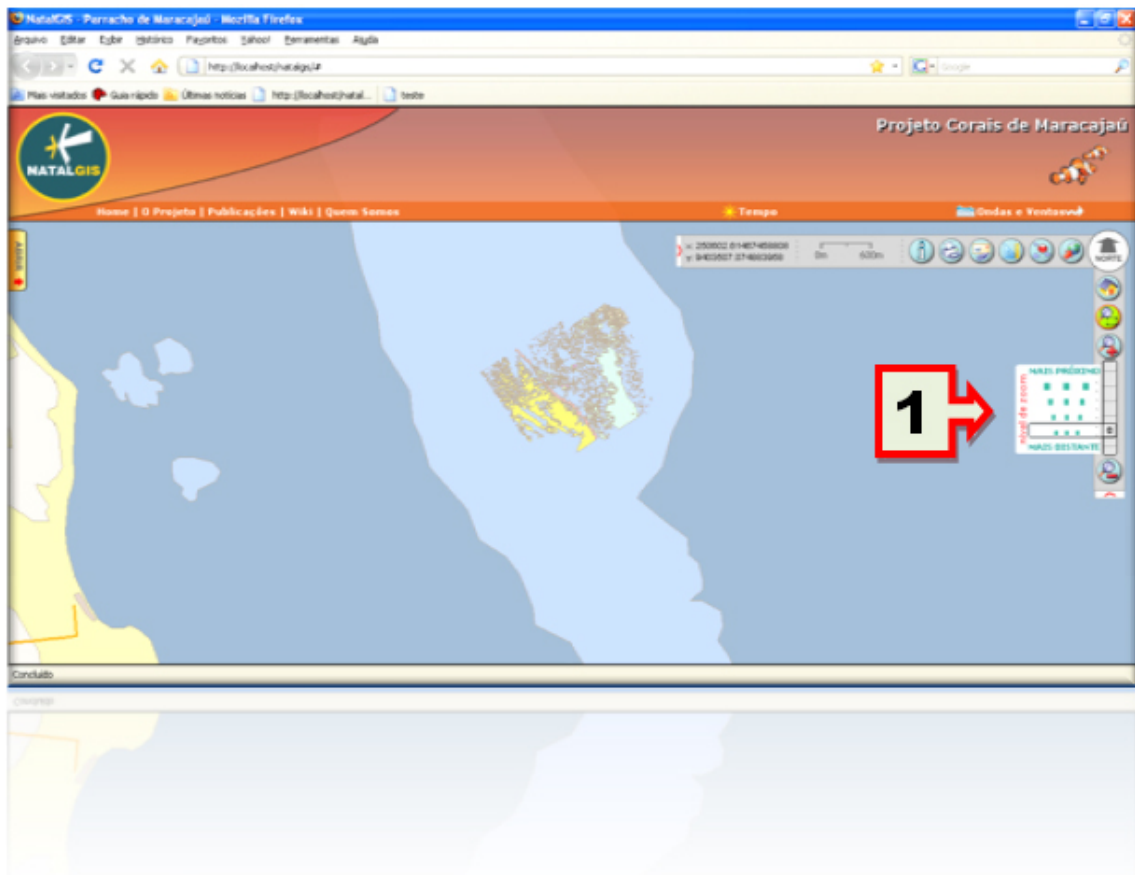 NatalGIS - Parracho de Maracajaú - Mozilla Firefox
Arquivo Editar Exibir Histórico Favoritos Yahoo! Ferramentas Ajuda
http://localhost/natalgis/# Google
Mais visitados Guia rápido Últimas notícias http://localhost/natal... teste
Projeto Corais de Maracajaú
NATALGIS
Home | O Projeto | Publicações | Wiki | Quem Somos Tempo Ondas e Ventos
ABRIR
0m 600m
NORTE
MAIS PRÓXIMO
nível de zoom
MAIS DISTANTE
1
Concluído